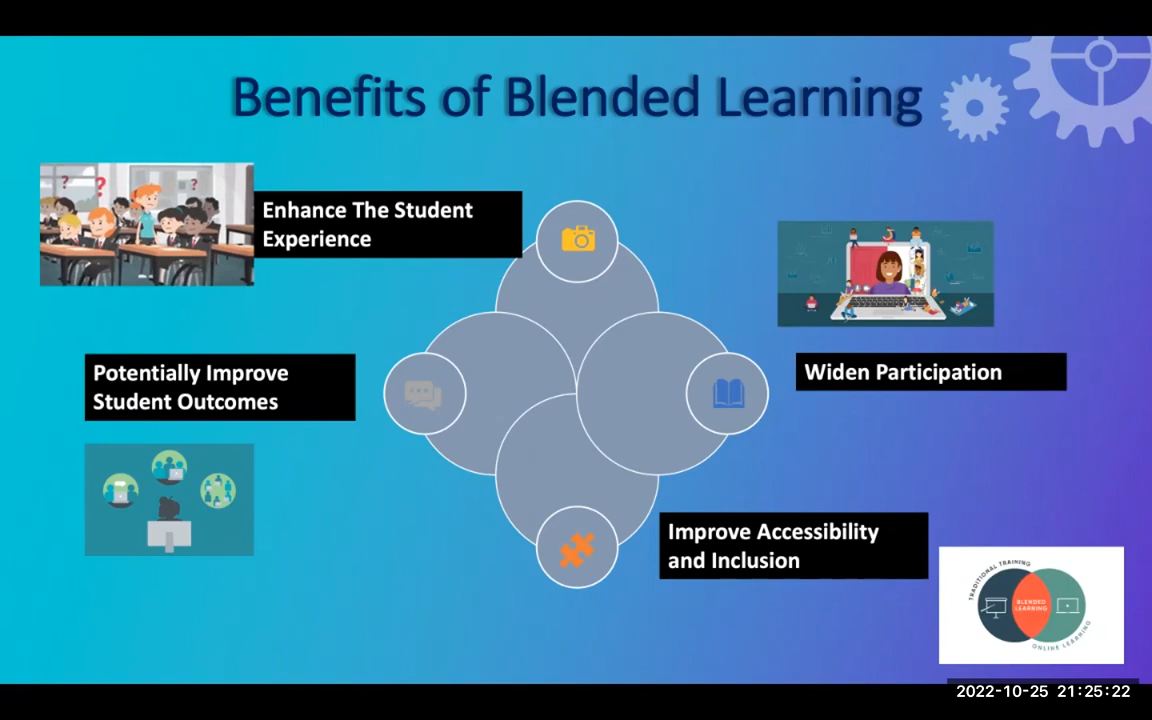 Benefits of Blended Learning
? ? ?
Enhance The Student
Experience
Potentially Improve
Student Outcomes
Widen Participation
Improve Accessibility
and Inclusion
TRADITIONAL TRAINING
BLENDED
LEARNING
ONLINE LEARNING
2022-10-25 21:25:22